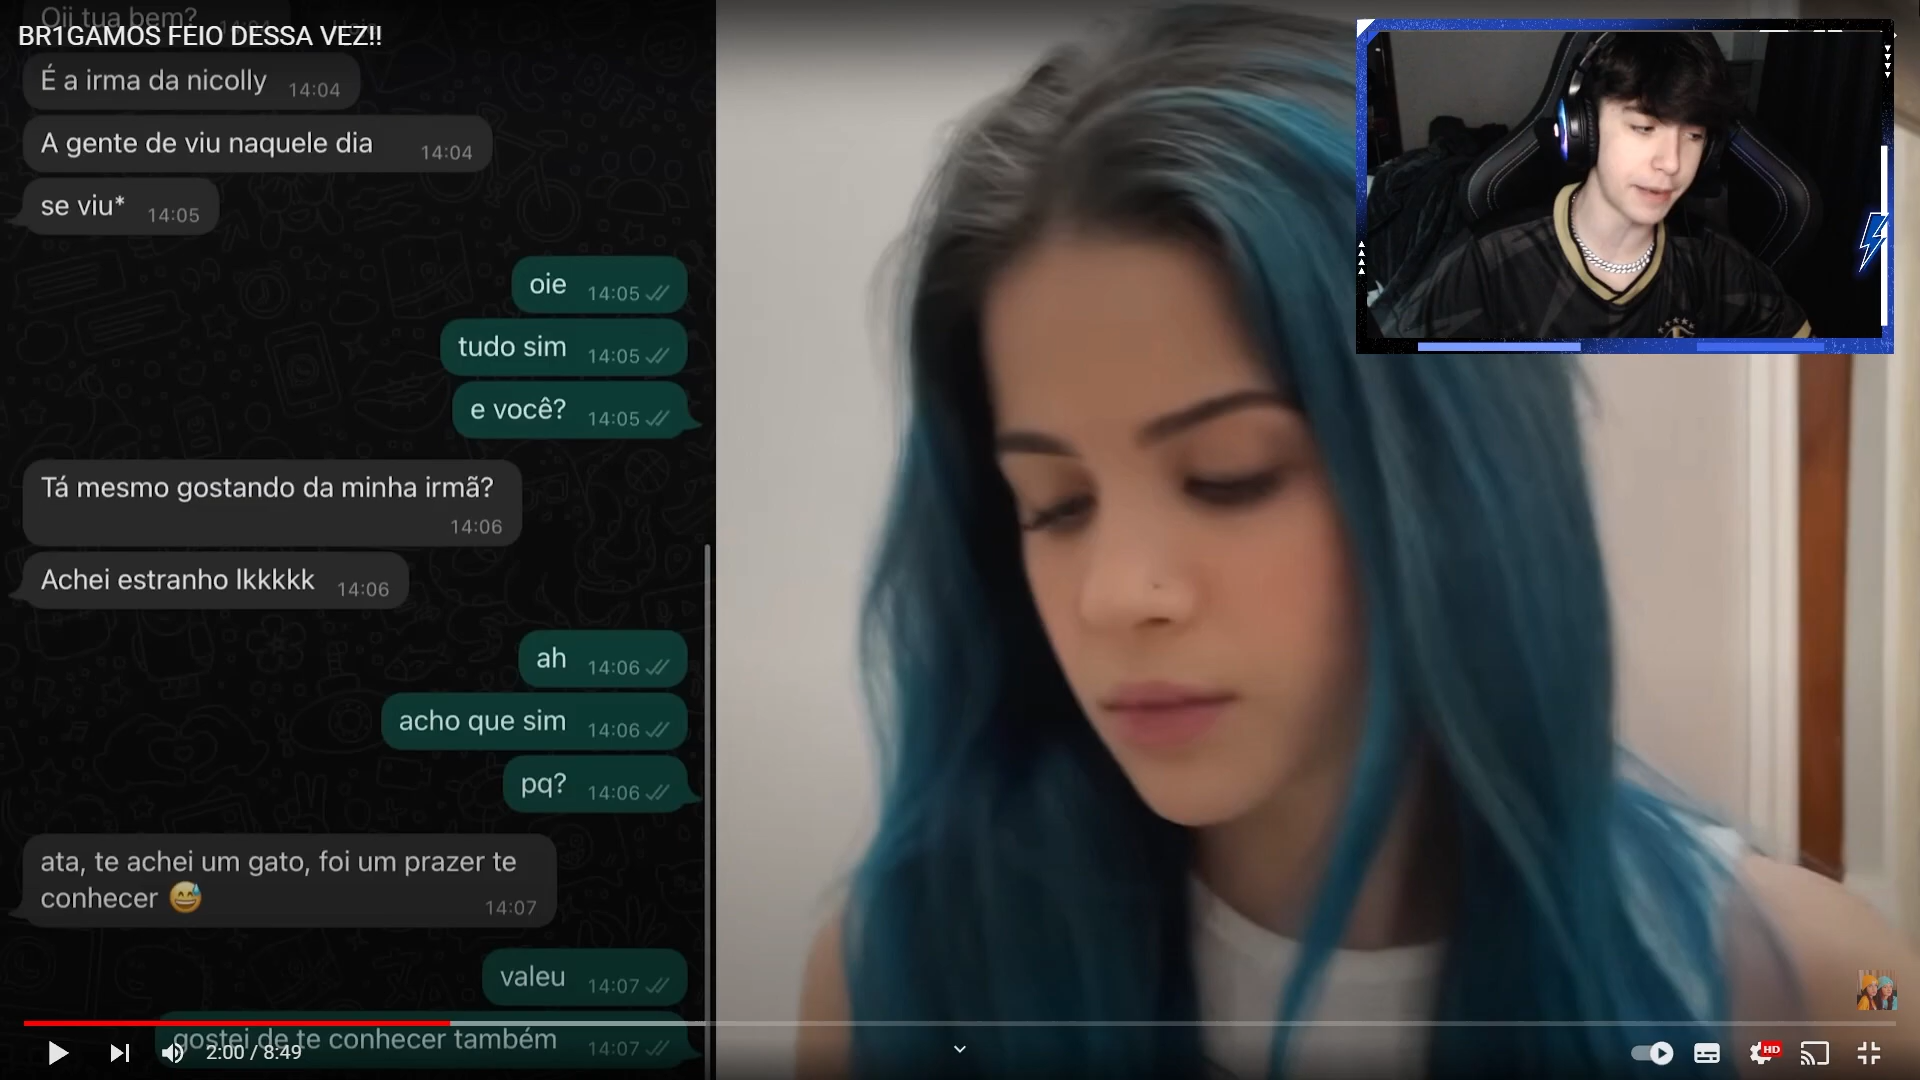 Oii tua bem?
BR1GAMOS FEIO DESSA VEZ!!
É a irma da nicolly 14:04
A gente de viu naquele dia 14:04
se viu* 14:05
oie 14:05
tudo sim 14:05
e você? 14:05
Tá mesmo gostando da minha irmã?
14:06
Achei estranho lkkkkk 14:06
ah 14:06
acho que sim 14:06
pq? 14:06
ata, te achei um gato, foi um prazer te
conhecer 😅 14:07
valeu 14:07
gostei de te conhecer também 14:07
2:00 / 8:49
HD